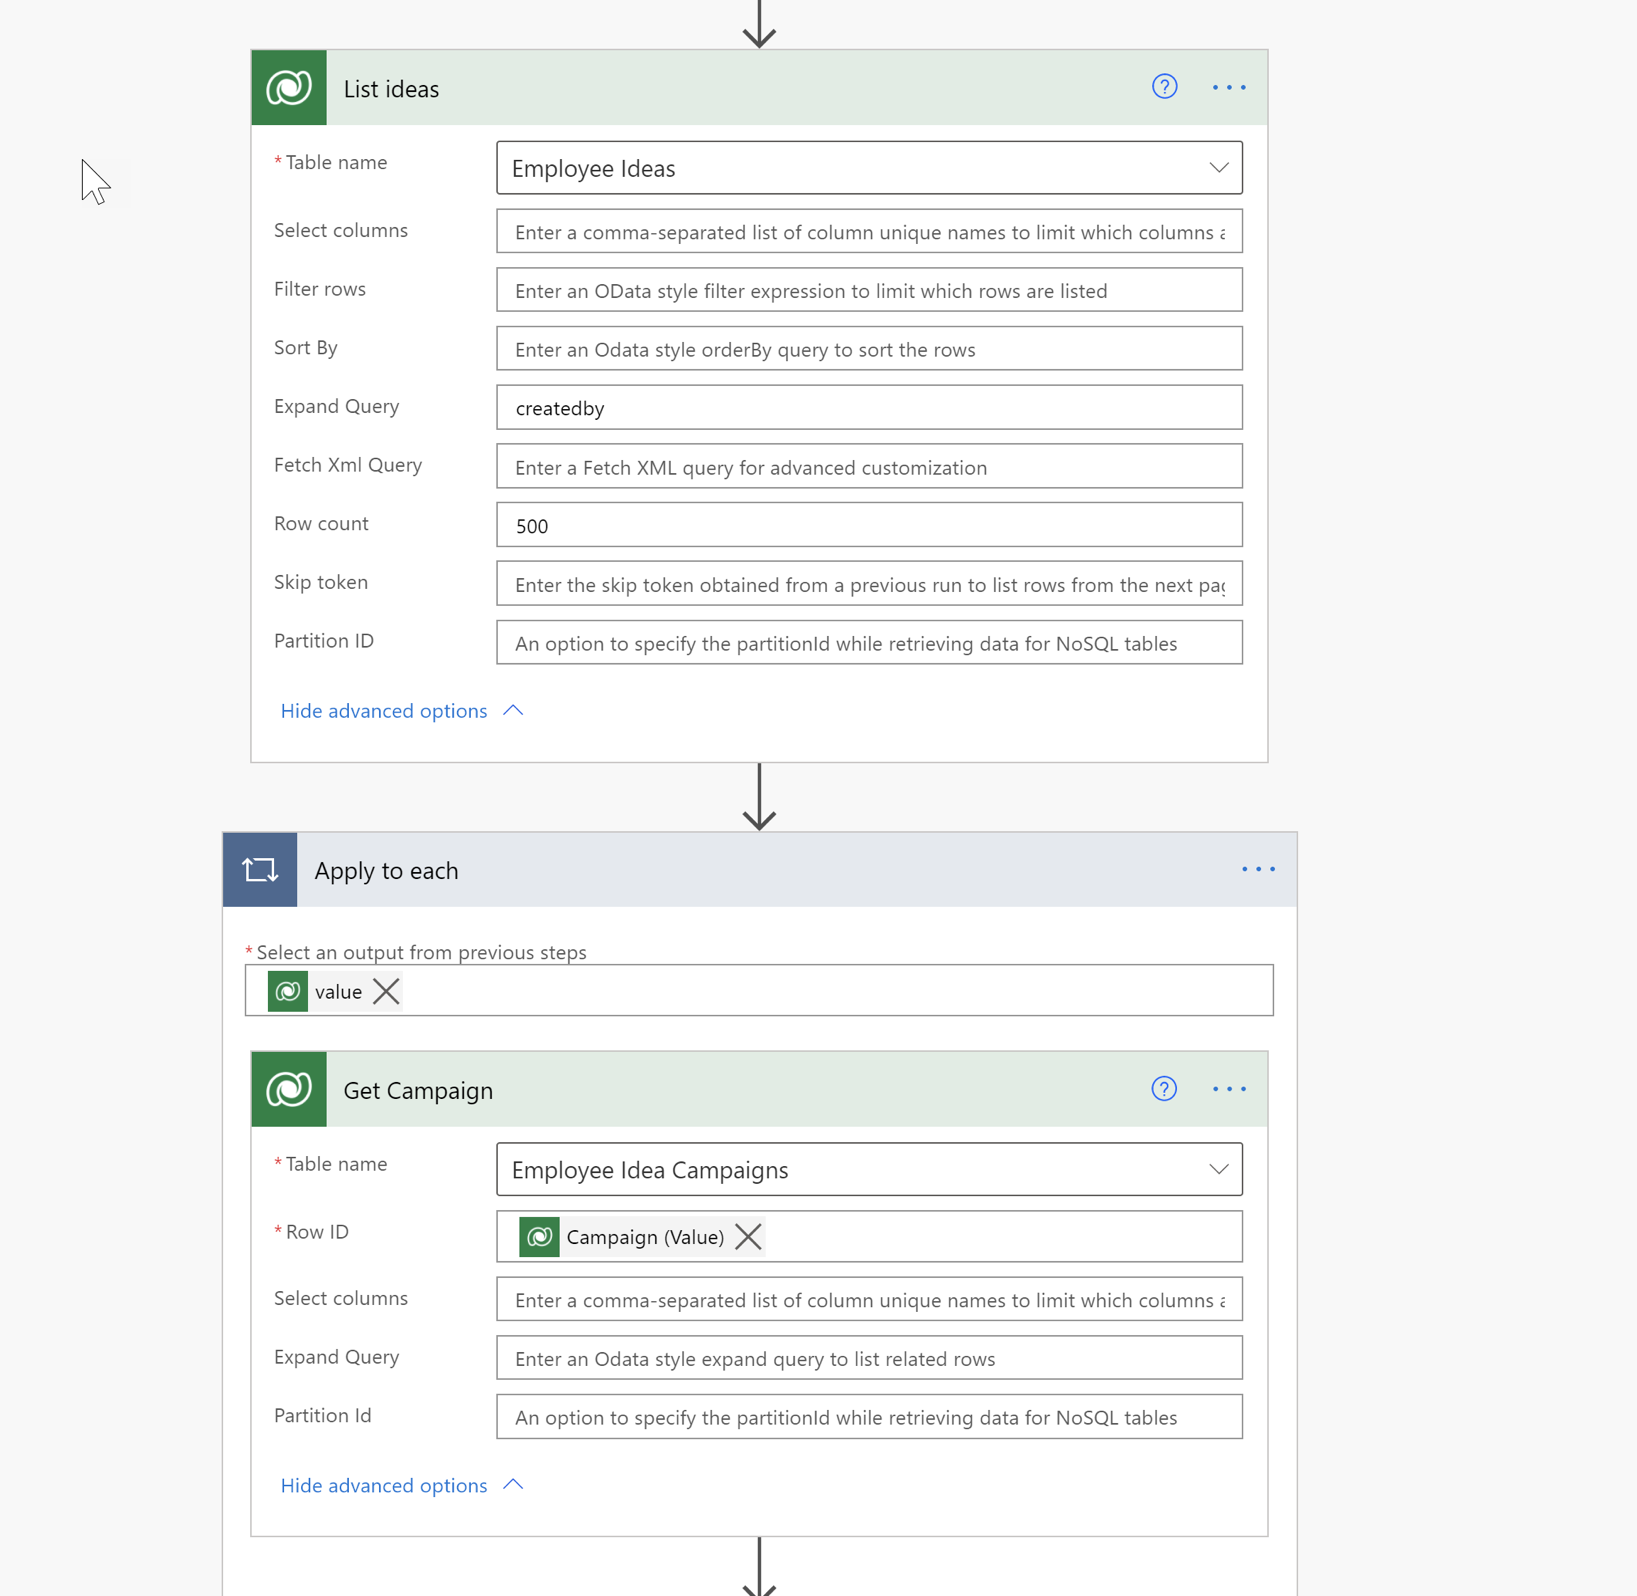 List ideas
* Table name
Employee Ideas
Select columns
Enter a comma-separated list of column unique names to limit which columns
Filter rows
Enter an OData style filter expression to limit which rows are listed
Sort By
Enter an Odata style orderBy query to sort the rows
Expand Query
createdby
Fetch Xml Query
Enter a Fetch XML query for advanced customization
Row count
500
Skip token
Enter the skip token obtained from a previous run to list rows from the next
Partition ID
An option to specify the partitionId while retrieving data for NoSQL tables
Hide advanced options
Apply to each
* Select an output from previous steps
value
Get Campaign
* Table name
Employee Idea Campaigns
* Row ID
Campaign (Value)
Select columns
Enter a comma-separated list of column unique names to limit which columns
Expand Query
Enter an Odata style expand query to list related rows
Partition Id
An option to specify the partitionId while retrieving data for NoSQL tables
Hide advanced options